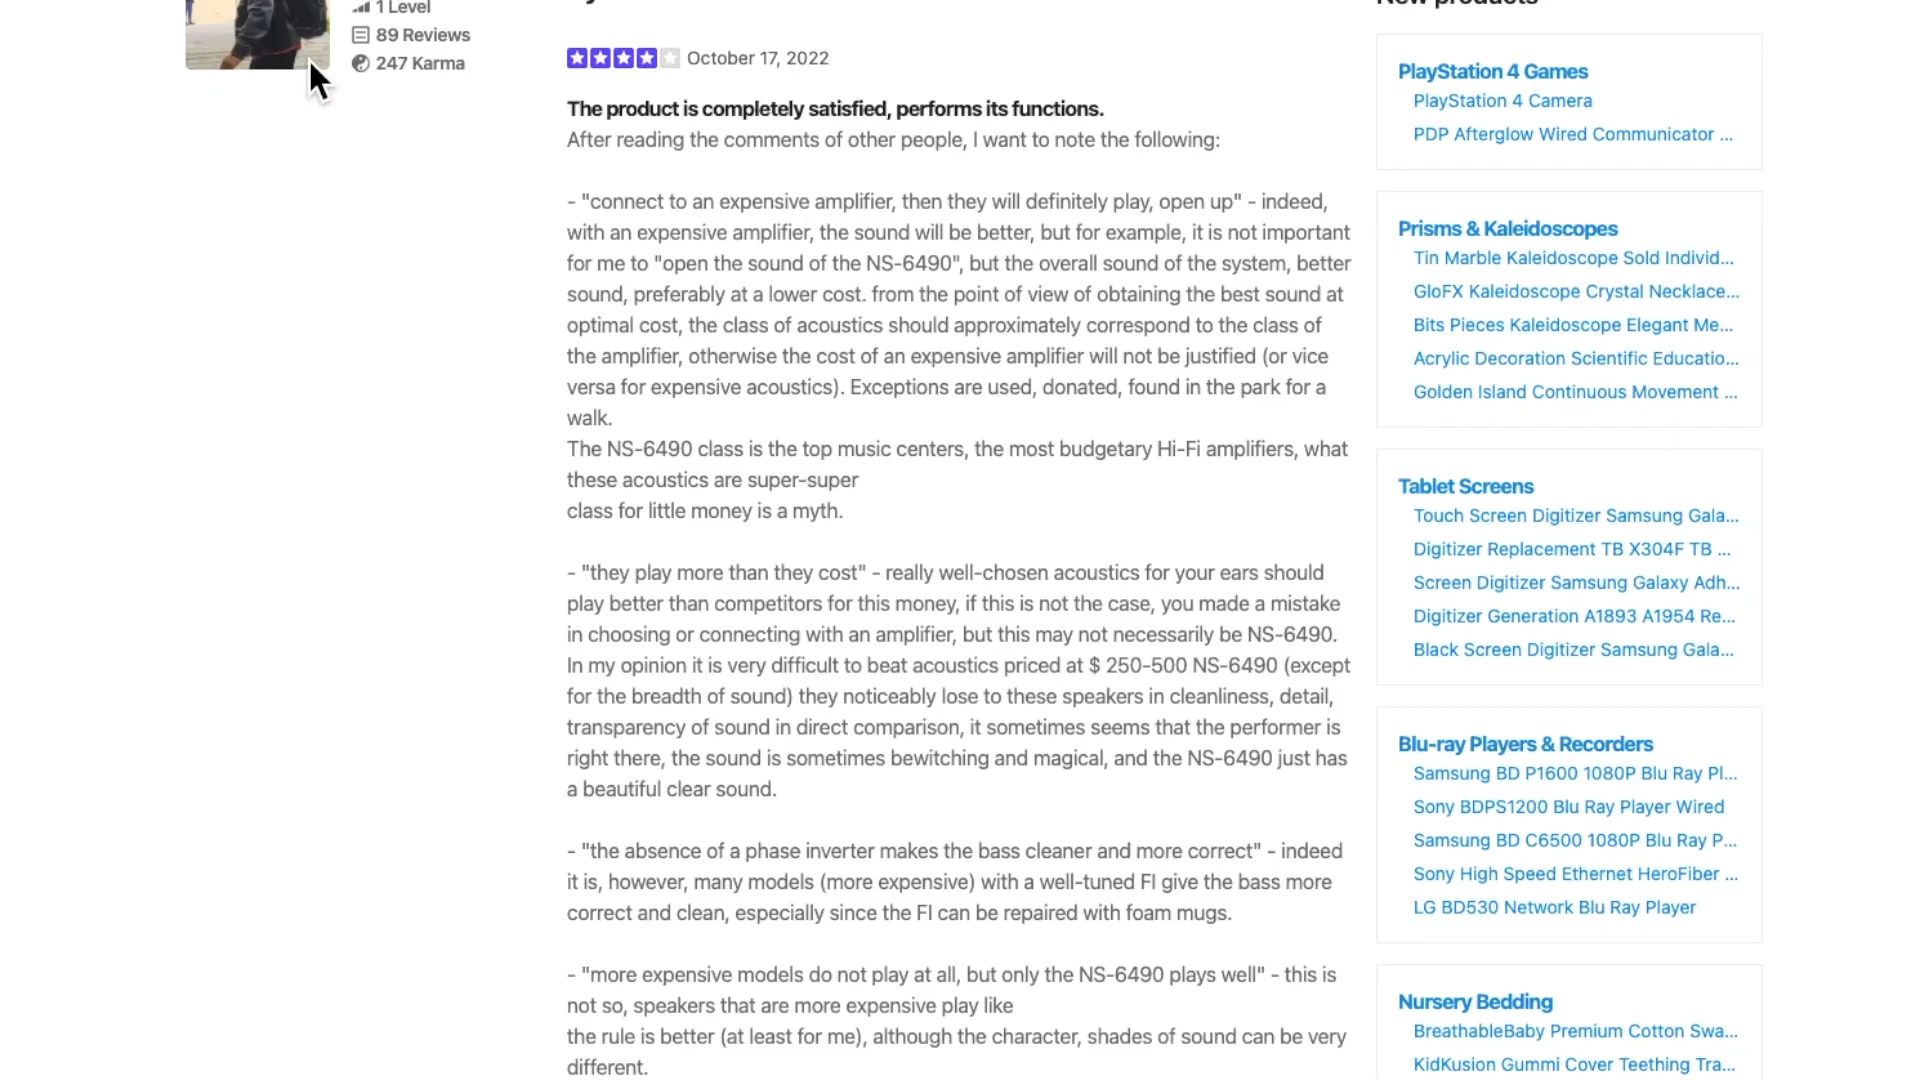 1 Level
89 Reviews
247 Karma
October 17, 2022
The product is completely satisfied, performs its functions.
After reading the comments of other people, I want to note the following:
- "connect to an expensive amplifier, then they will definitely play, open up" - indeed,
with an expensive amplifier, the sound will be better, but for example, it is not important
for me to "open the sound of the NS-6490", but the overall sound of the system, better
sound, preferably at a lower cost. from the point of view of obtaining the best sound at
optimal cost, the class of acoustics should approximately correspond to the class of
the amplifier, otherwise the cost of an expensive amplifier will not be justified (or vice
versa for expensive acoustics). Exceptions are used, donated, found in the park for a
walk.
The NS-6490 class is the top music centers, the most budgetary Hi-Fi amplifiers, what
these acoustics are super-super
class for little money is a myth.
- "they play more than they cost" - really well-chosen acoustics for your ears should
play better than competitors for this money, if this is not the case, you made a mistake
in choosing or connecting with an amplifier, but this may not necessarily be NS-6490.
In my opinion it is very difficult to beat acoustics priced at $ 250-500 NS-6490 (except
for the breadth of sound) they noticeably lose to these speakers in cleanliness, detail,
transparency of sound in direct comparison, it sometimes seems that the performer is
right there, the sound is sometimes bewitching and magical, and the NS-6490 just has
a beautiful clear sound.
- "the absence of a phase inverter makes the bass cleaner and more correct" - indeed
it is, however, many models (more expensive) with a well-tuned FI give the bass more
correct and clean, especially since the FI can be repaired with foam mugs.
- "more expensive models do not play at all, but only the NS-6490 plays well" - this is
not so, speakers that are more expensive play like
the rule is better (at least for me), although the character, shades of sound can be very
different.
New products
PlayStation 4 Games
PlayStation 4 Camera
PDP Afterglow Wired Communicator ...
Prisms & Kaleidoscopes
Tin Marble Kaleidoscope Sold Individ...
GloFX Kaleidoscope Crystal Necklace...
Bits Pieces Kaleidoscope Elegant Me...
Acrylic Decoration Scientific Educatio...
Golden Island Continuous Movement ...
Tablet Screens
Touch Screen Digitizer Samsung Gala...
Digitizer Replacement TB X304F TB ...
Screen Digitizer Samsung Galaxy Adh...
Digitizer Generation A1893 A1954 Re...
Black Screen Digitizer Samsung Gala...
Blu-ray Players & Recorders
Samsung BD P1600 1080P Blu Ray Pl...
Sony BDPS1200 Blu Ray Player Wired
Samsung BD C6500 1080P Blu Ray P...
Sony High Speed Ethernet HeroFiber ...
LG BD530 Network Blu Ray Player
Nursery Bedding
BreathableBaby Premium Cotton Swa...
KidKusion Gummi Cover Teething Tra...